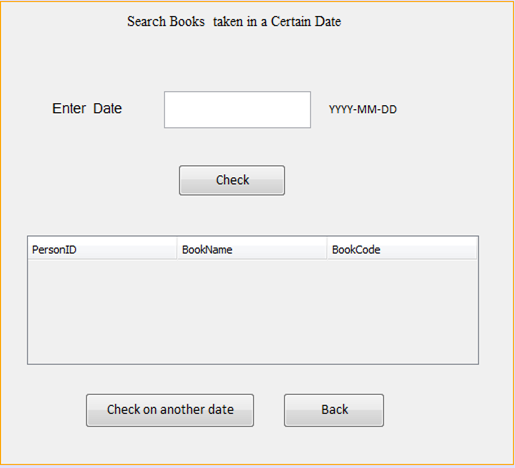 Search Books taken in a Certain Date
Enter Date YYYY-MM-DD
Check
PersonID BookName BookCode
Check on another date Back